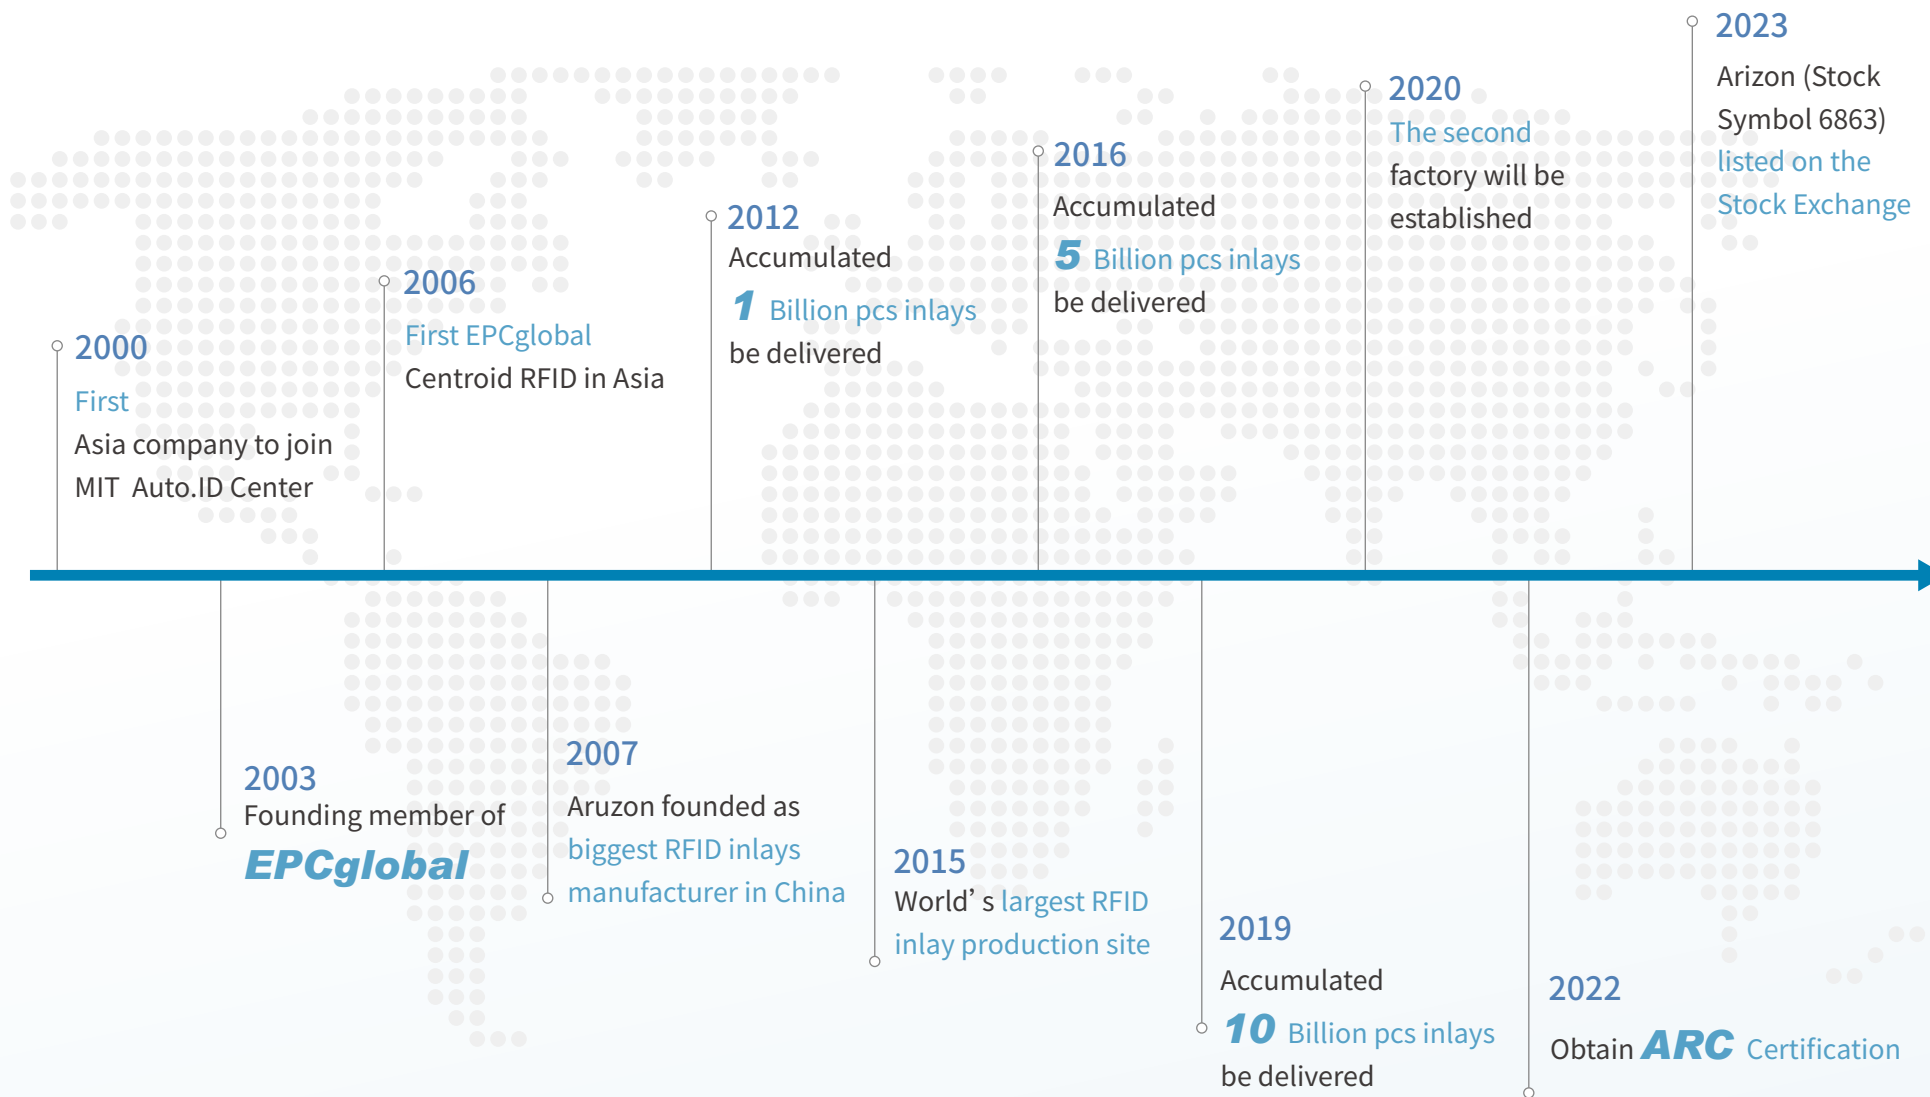 2000
First
Asia company to join
MIT Auto.ID Center
2003
Founding member of
EPCglobal
2006
First EPCglobal
Centroid RFID in Asia
2007
Aruzon founded as
biggest RFID inlays
manufacturer in China
2012
Accumulated
1 Billion pcs inlays
be delivered
2015
World’s largest RFID
inlay production site
2016
Accumulated
5 Billion pcs inlays
be delivered
2019
Accumulated
10 Billion pcs inlays
be delivered
2020
The second
factory will be
established
2022
Obtain ARC Certification
2023
Arizon (Stock
Symbol 6863)
listed on the
Stock Exchange